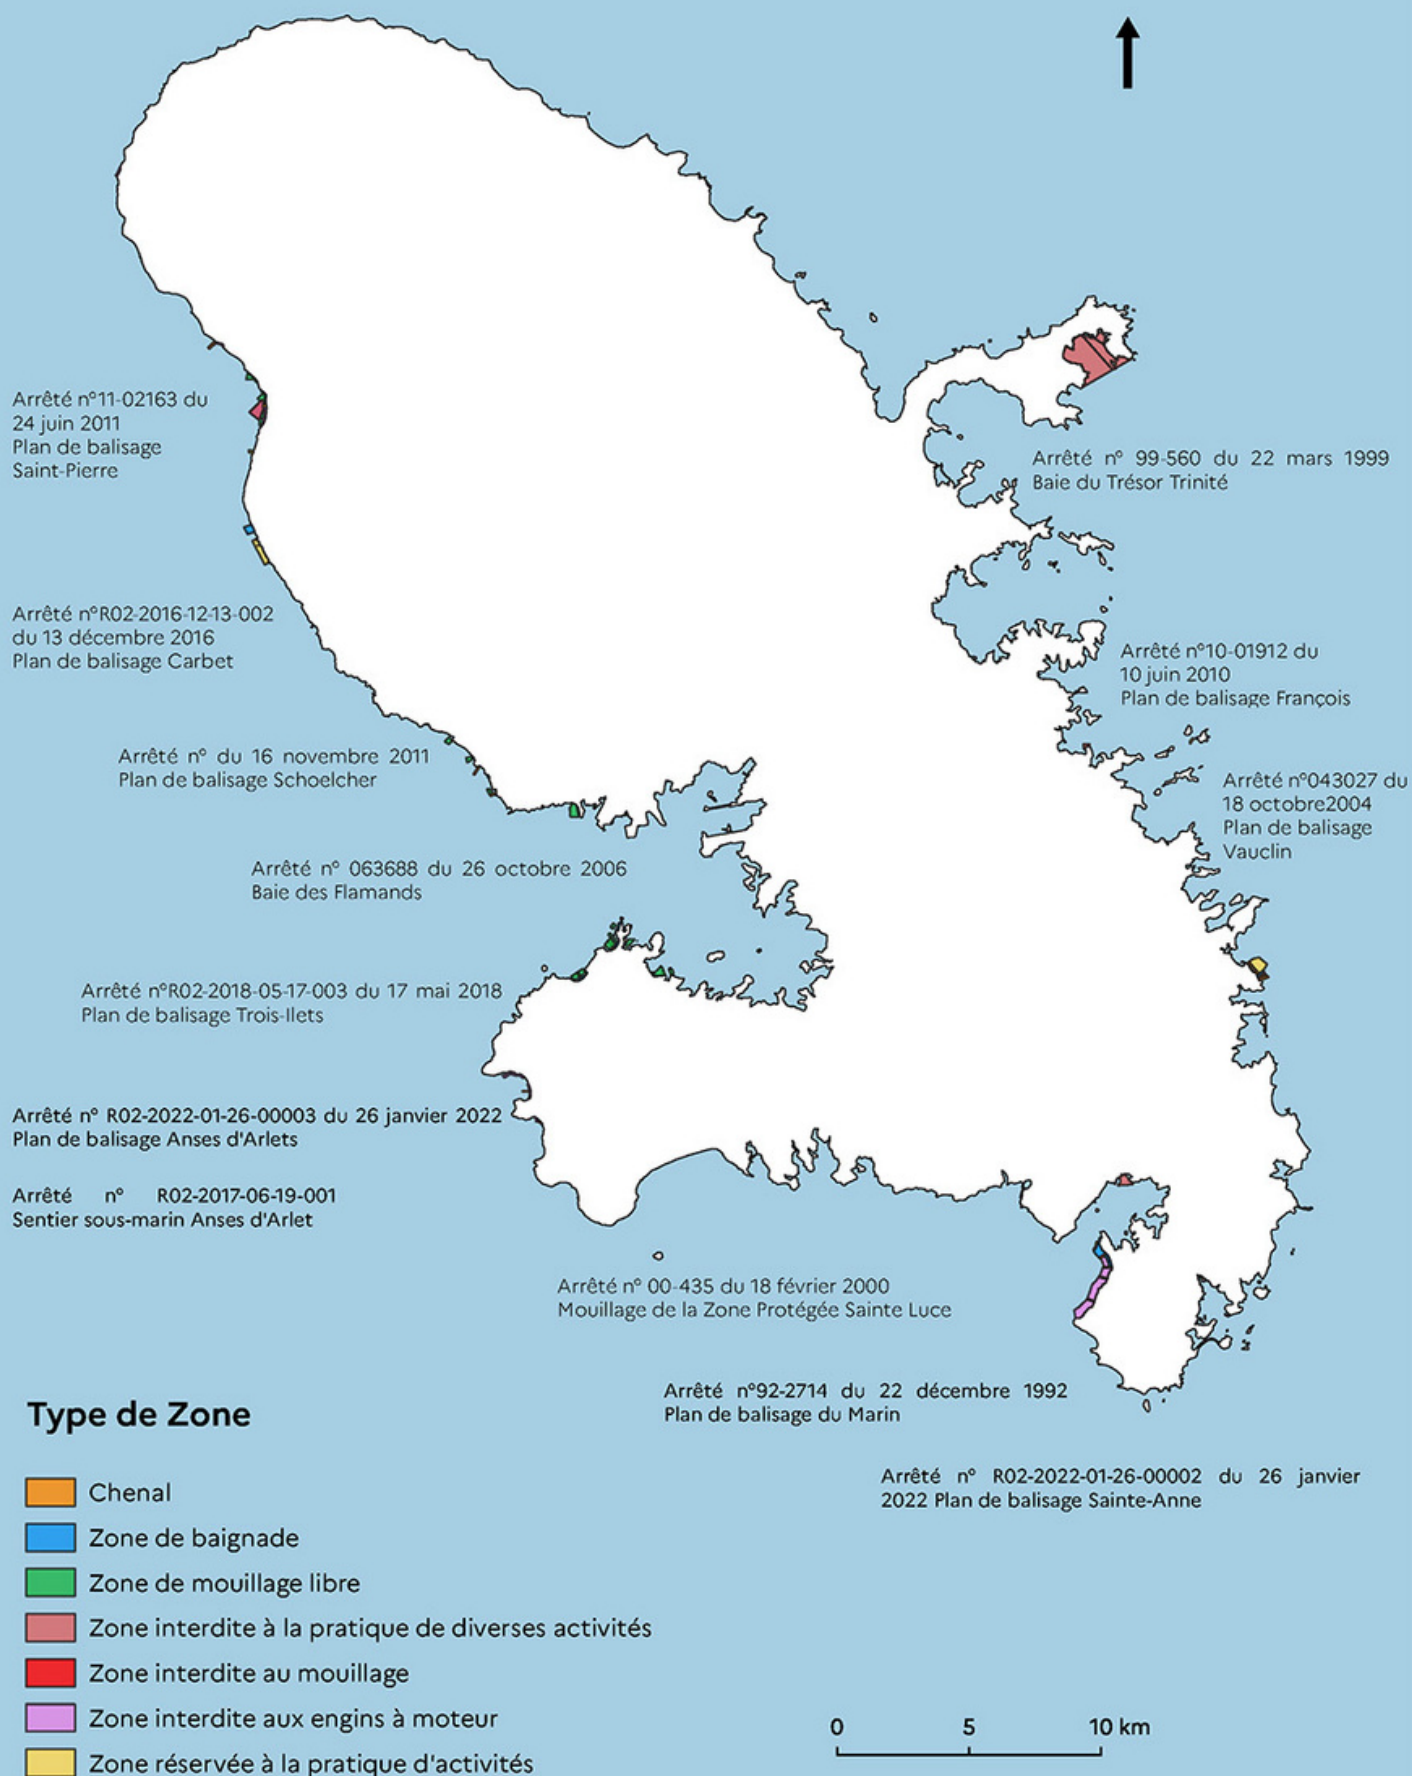 Arrêté n°11-02163 du
24 juin 2011
Plan de balisage
Saint-Pierre
Arrêté n° 99-560 du 22 mars 1999
Baie du Trésor Trinité
Arrêté n°R02-2016-12-13-002
du 13 décembre 2016
Plan de balisage Carbet
Arrêté n°10-01912 du
10 juin 2010
Plan de balisage François
Arrêté n° du 16 novembre 2011
Plan de balisage Schoelcher
Arrêté n°043027 du
18 octobre2004
Plan de balisage
Vauclin
Arrêté n° 063688 du 26 octobre 2006
Baie des Flamands
Arrêté n°R02-2018-05-17-003 du 17 mai 2018
Plan de balisage Trois-Ilets
Arrêté n° R02-2022-01-26-00003 du 26 janvier 2022
Plan de balisage Anses d'Arlets
Arrêté n° R02-2017-06-19-001
Sentier sous-marin Anses d'Arlet
Arrêté n° 00-435 du 18 février 2000
Mouillage de la Zone Protégée Sainte Luce
Arrêté n°92-2714 du 22 décembre 1992
Plan de balisage du Marin
Arrêté n° R02-2022-01-26-00002 du 26 janvier
2022 Plan de balisage Sainte-Anne
Type de Zone
Chenal
Zone de baignade
Zone de mouillage libre
Zone interdite à la pratique de diverses activités
Zone interdite au mouillage
Zone interdite aux engins à moteur
Zone réservée à la pratique d'activités
0 5 10 km